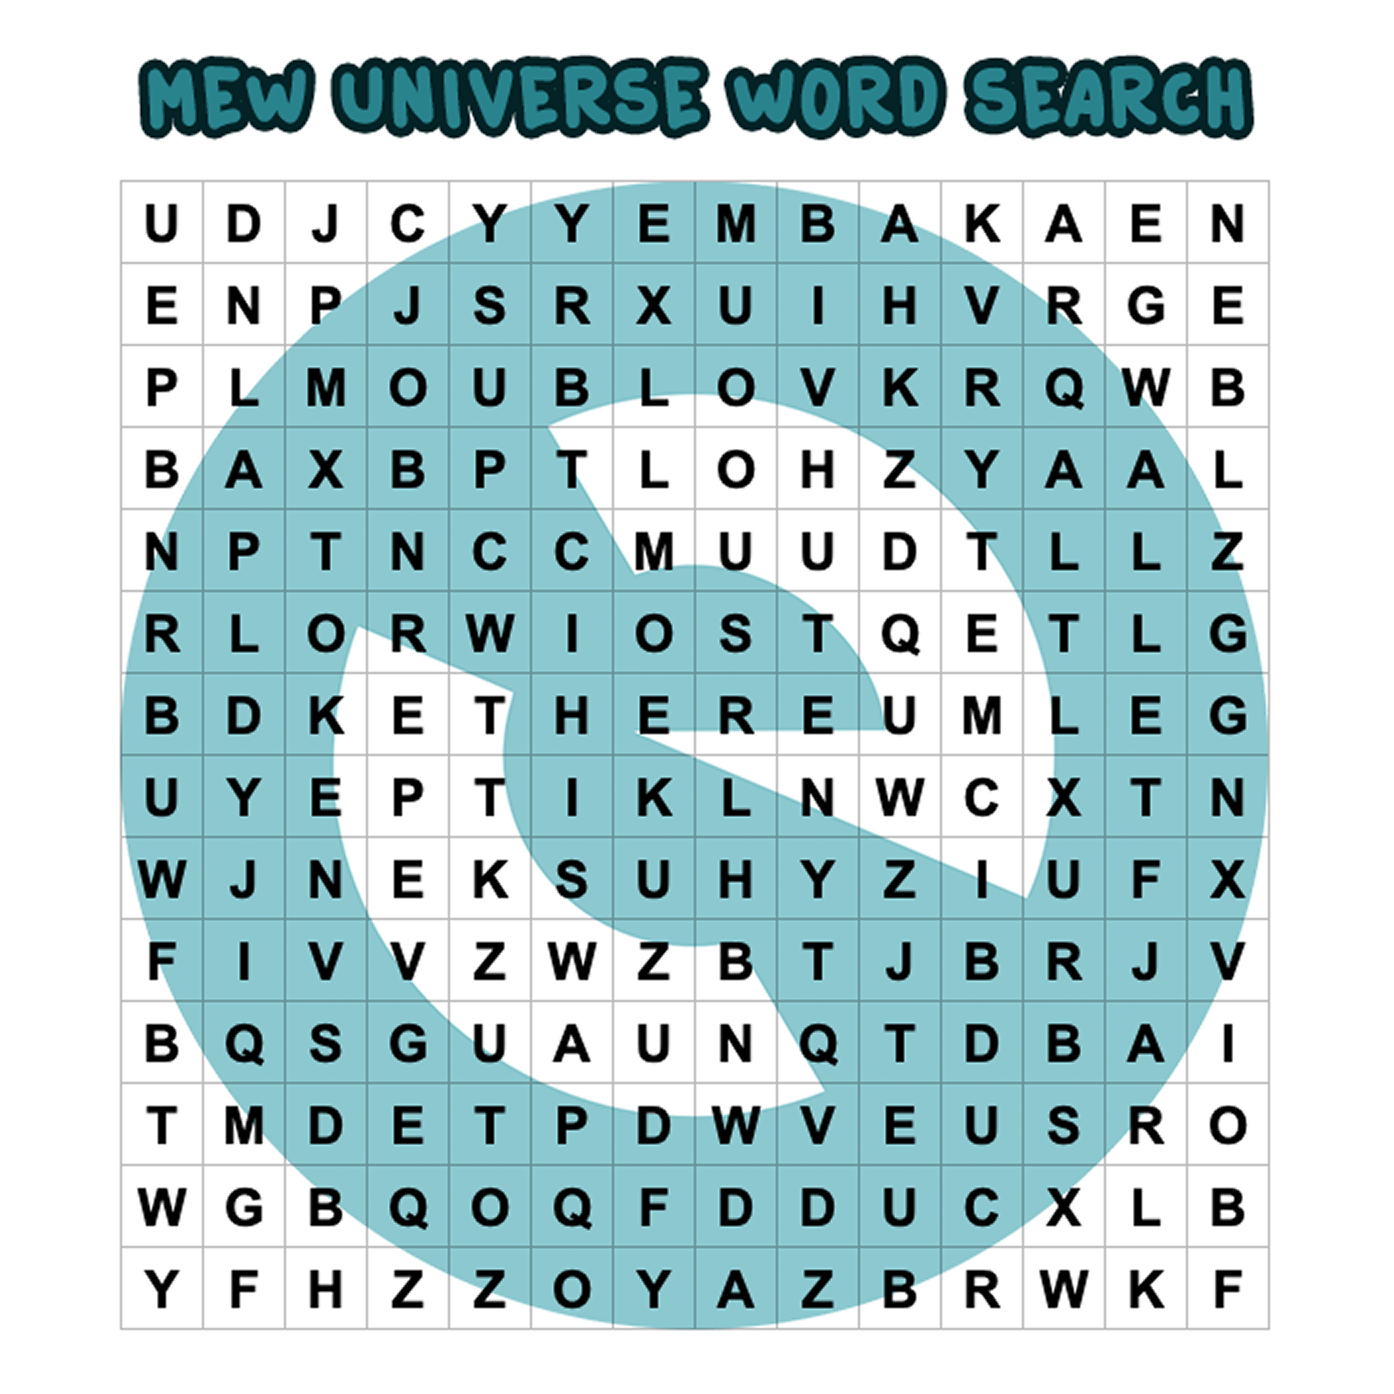 MEW UNIVERSE WORD SEARCH
U D J C Y Y E M B A K A E N
E N P J S R X U I H V R G E
P L M O U B L O V K R Q W B
B A X B P T L O H Z Y A A L
N P T N C C M U U D T L L Z
R L O R W I O S T Q E T L G
B D K E T H E R E U M L E G
U Y E P T I K L N W C X T N
W J N E K S U H Y Z I U F X
F I V V Z W Z B T J B R J V
B Q S G U A U N Q T D B A I
T M D E T P D W V E U S R O
W G B Q O Q F D D U C X L B
Y F H Z Z O Y A Z B R W K F